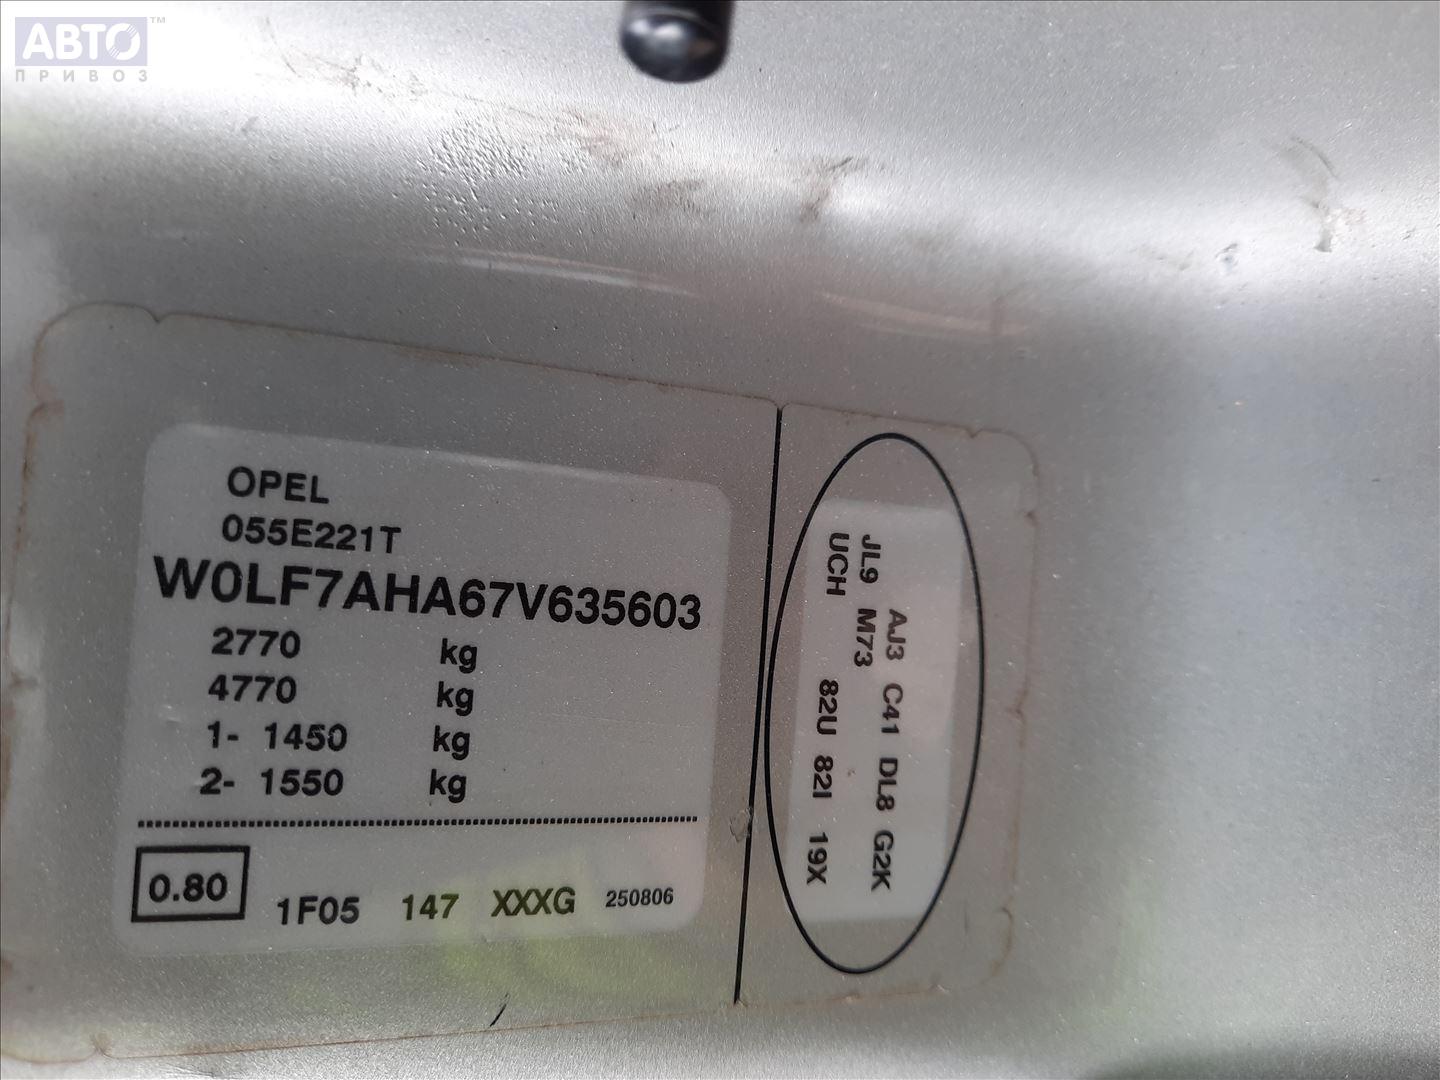 АВТО™
ПРИВОЗ
OPEL
055E221T
W0LF7AHA67V635603
2770 kg
4770 kg
1- 1450 kg
2- 1550 kg
0.80 1F05 147 XXXG 250806
AJ3 C41 DL8 G2K
JL9 M73
UCH 82U 82I 19X